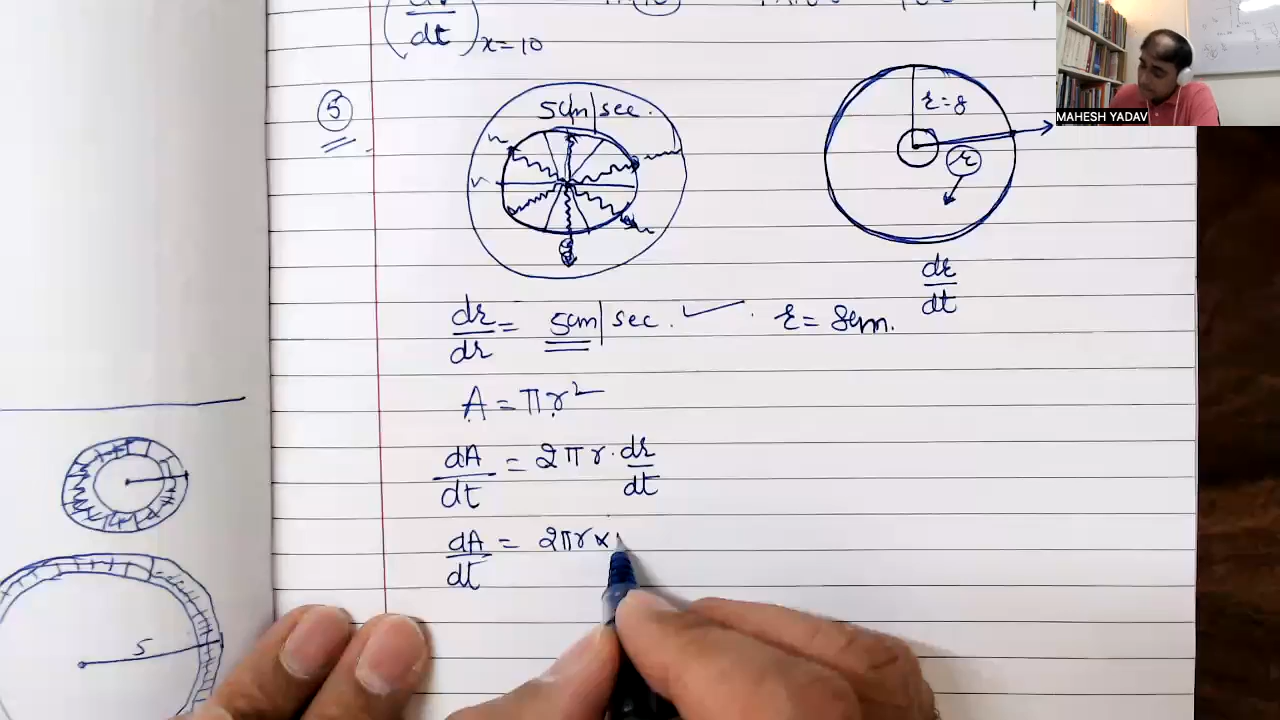 dt x=10
5
5cm/sec.
r=8
r
dr/dt
MAHESH YADAV
dr/dr = 5cm/sec. r = 8cm.
A = πr²
dA/dt = 2πr · dr/dt
dA/dt = 2πr×
5